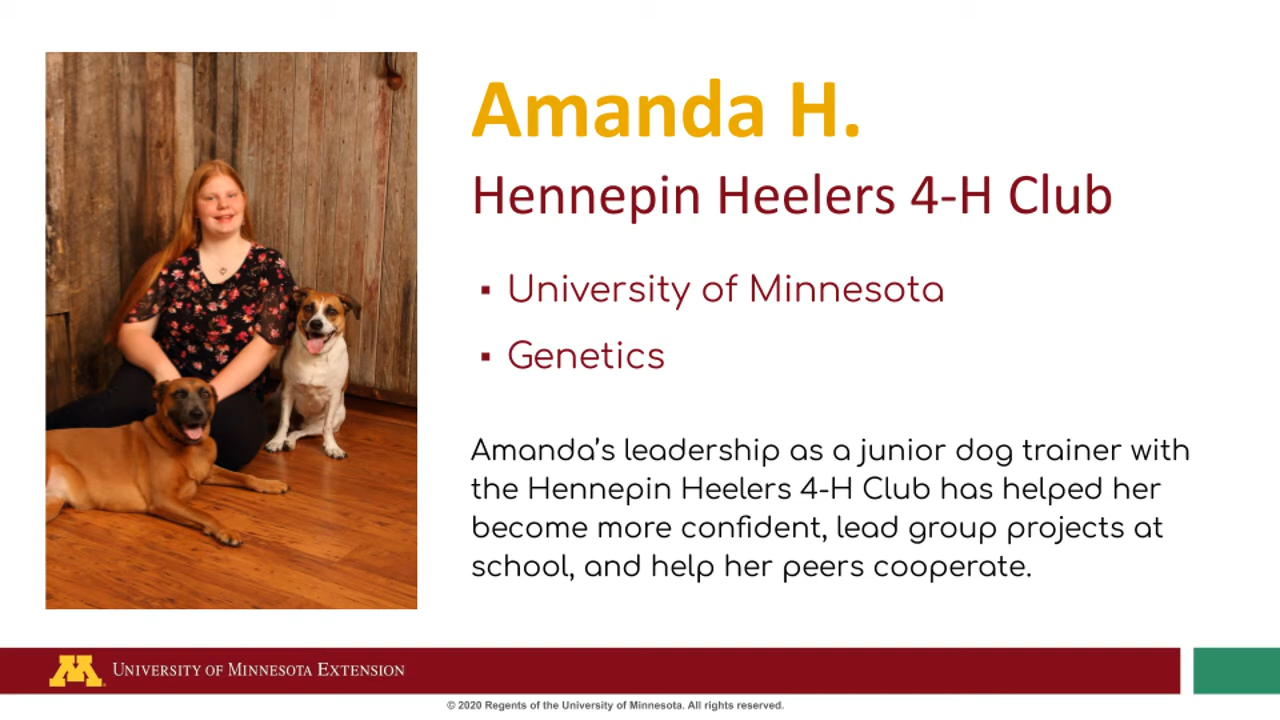 Amanda H.
Hennepin Heelers 4-H Club
▪ University of Minnesota
▪ Genetics
Amanda’s leadership as a junior dog trainer with
the Hennepin Heelers 4-H Club has helped her
become more confident, lead group projects at
school, and help her peers cooperate.
M University of Minnesota Extension
© 2020 Regents of the University of Minnesota. All rights reserved.